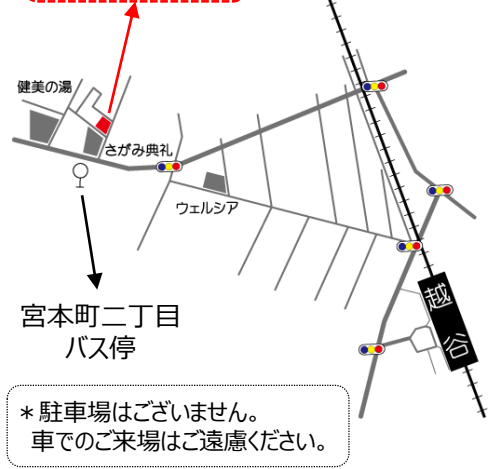 健美の湯
さがみ典礼
ウェルシア
越谷
宮本町二丁目
バス停
＊駐車場はございません。
車でのご来場はご遠慮ください。